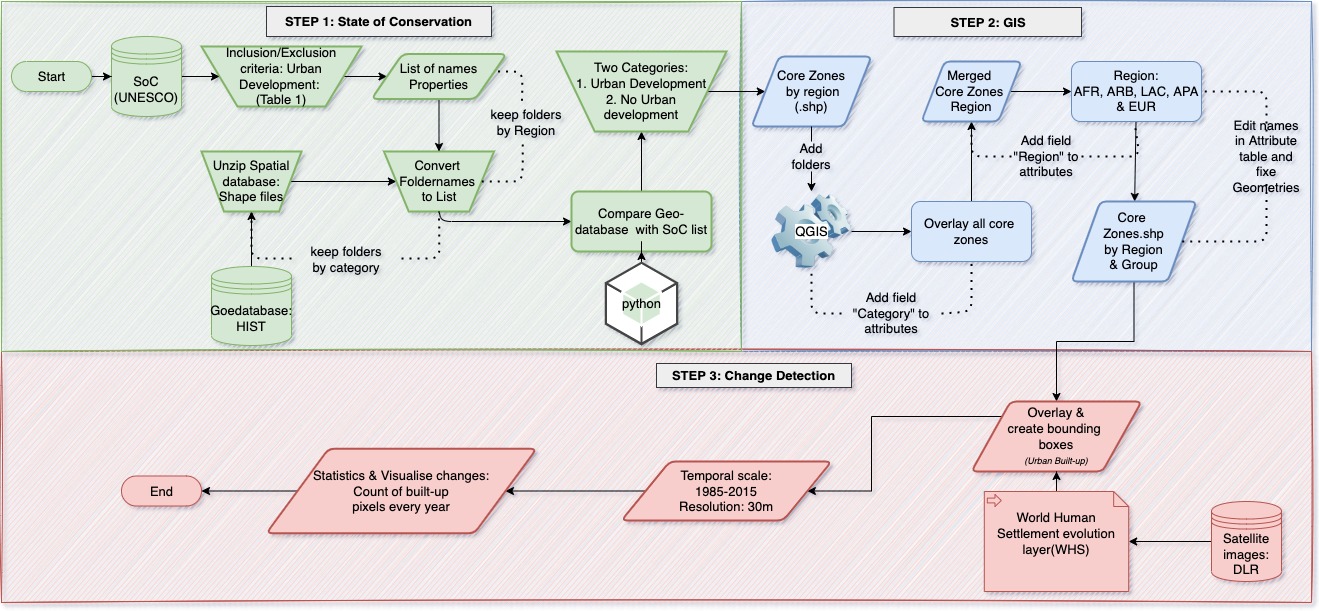 STEP 1: State of Conservation
Start
SoC
(UNESCO)
Inclusion/Exclusion
criteria: Urban
Development:
(Table 1)
List of names
Properties
keep folders
by Region
Two Categories:
1. Urban Development
2. No Urban
development
Unzip Spatial
database:
Shape files
Convert
Foldernames
to List
Compare Geo-
database with SoC list
keep folders
by category
Goedatabase:
HIST
python
STEP 2: GIS
Core Zones
by region
(.shp)
Merged
Core Zones
Region
Region:
AFR, ARB, LAC, APA
& EUR
Add
folders
Add field
"Region" to
attributes
Edit names
in Attribute
table and
fixe
Geometries
QGIS
Overlay all core
zones
Core
Zones.shp
by Region
& Group
Add field
"Category" to
attributes
STEP 3: Change Detection
Overlay &
create bounding
boxes
(Urban Built-up)
Statistics & Visualise changes:
Count of built-up
pixels every year
Temporal scale:
1985-2015
Resolution: 30m
End
World Human
Settlement evolution
layer(WHS)
Satellite
images:
DLR